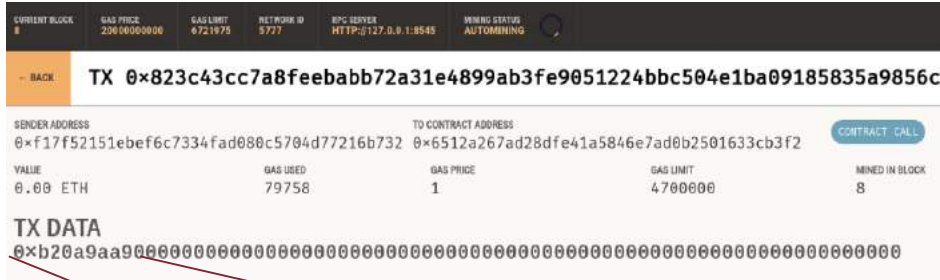 CURRENT BLOCK GAS PRICE GAS LIMIT NETWORK ID RPC SERVER MINING STATUS
8 20000000000 6721975 5777 HTTP://127.0.0.1:8545 AUTOMINING
← BACK TX 0×823c43cc7a8feebabb72a31e4899ab3fe9051224bbc504e1ba09185835a9856c
SENDER ADDRESS TO CONTRACT ADDRESS
0×f17f52151ebef6c7334fad080c5704d77216b732 0×6512a267ad28dfe41a5846e7ad0b2501633cb3f2 CONTRACT CALL
VALUE GAS USED GAS PRICE GAS LIMIT MINED IN BLOCK
0.00 ETH 79758 1 4700000 8
TX DATA
0×b20a9aa90000000000000000000000000000000000000000000000000000000000000000